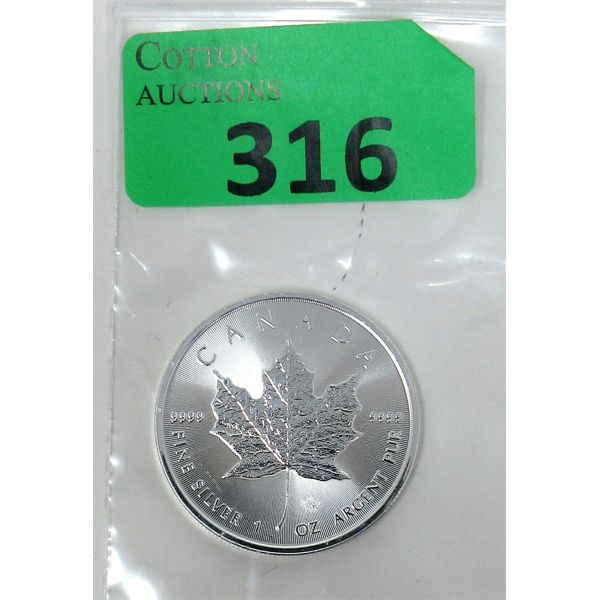 COTTON
AUCTIONS
316
CANADA
9999 9999
FINE SILVER 1 OZ ARGENT PUR